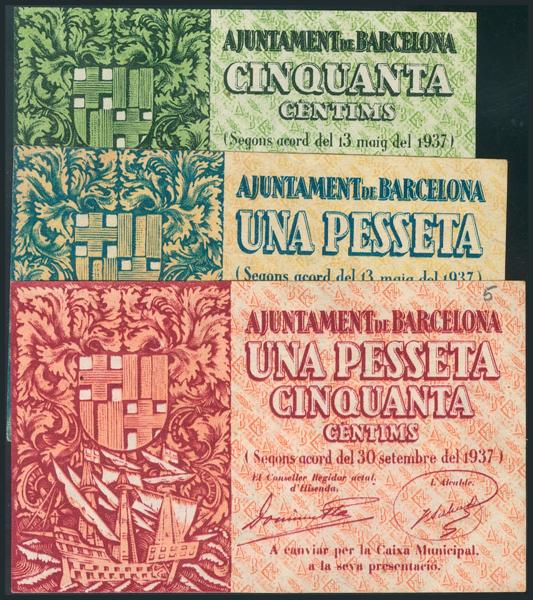 AJUNTAMENT DE BARCELONA
CINQUANTA
CÈNTIMS
(Segons acord del 13 maig del 1937)
AJUNTAMENT DE BARCELONA
UNA PESSETA
(Segons acord del 13 maig del 1937)
5
AJUNTAMENT DE BARCELONA
UNA PESSETA
CINQUANTA
CÈNTIMS
(Segons acord del 30 setembre del 1937)
El Conseller Regidor actal. L'Alcalde,
d'Hisenda,
A canviar per la Caixa Municipal,
a la seva presentació.